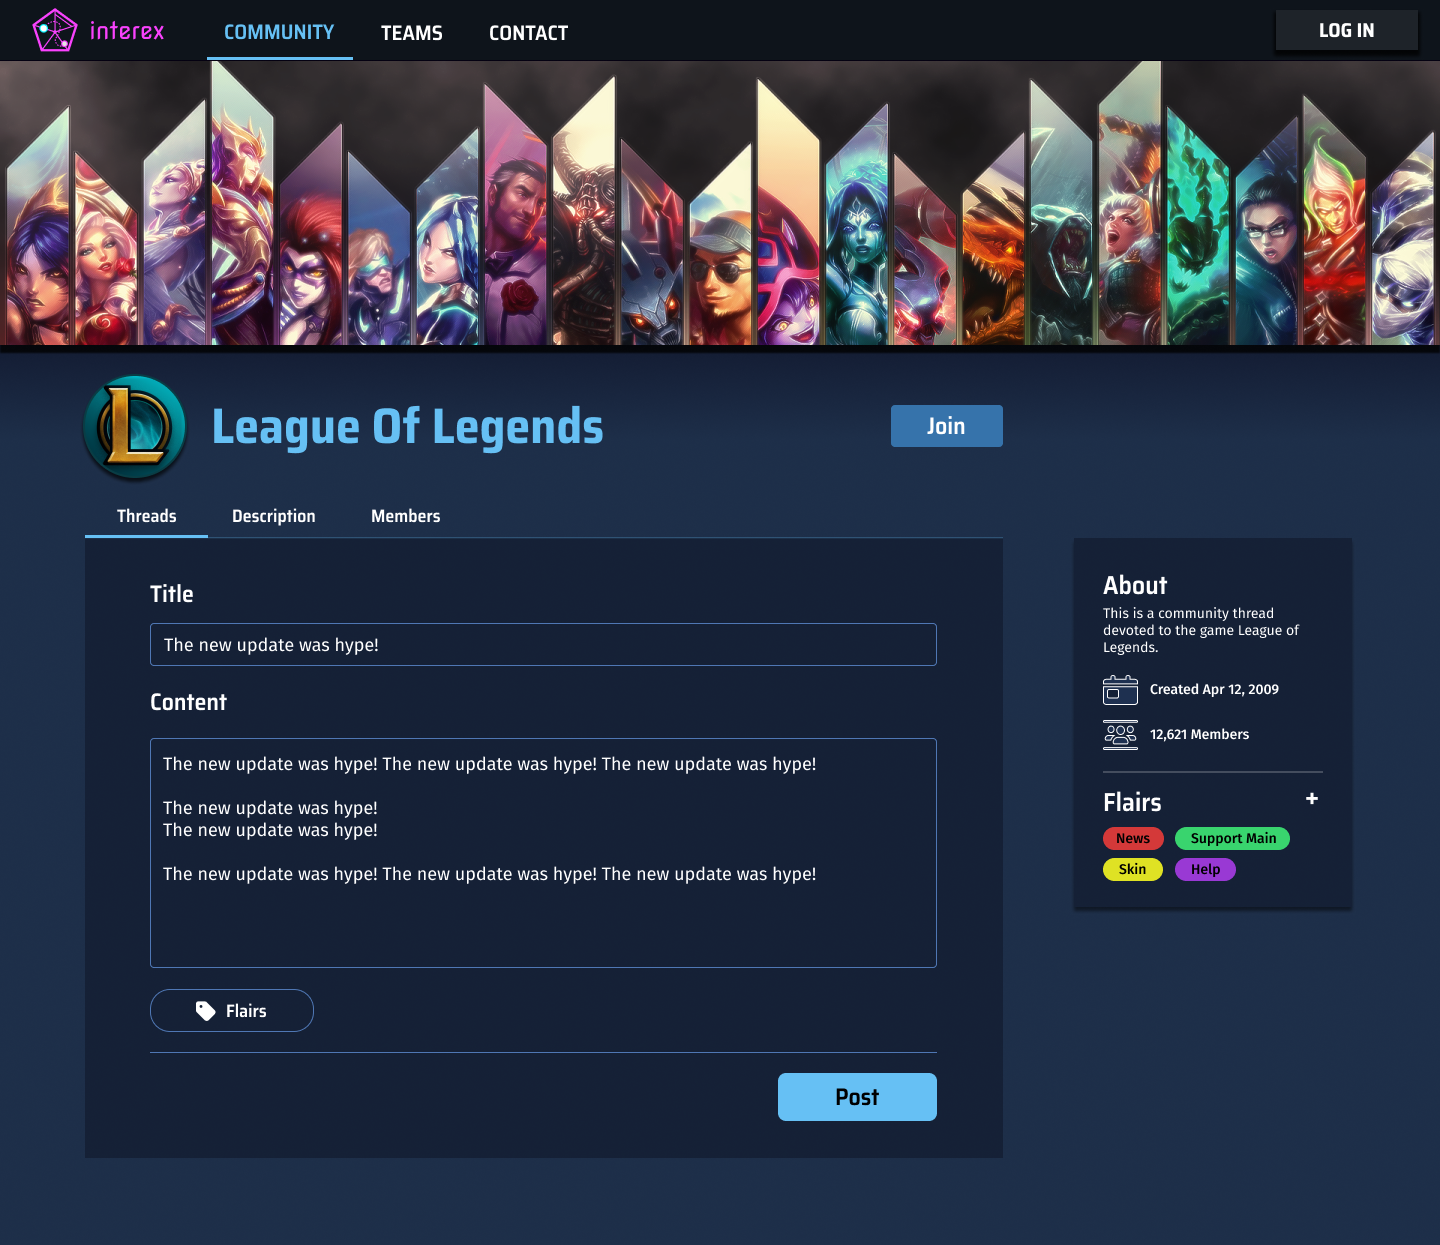 interex
COMMUNITY
TEAMS
CONTACT
LOG IN
League Of Legends
Join
Threads
Description
Members
Title
The new update was hype!
Content
The new update was hype! The new update was hype! The new update was hype!
The new update was hype!
The new update was hype!
The new update was hype! The new update was hype! The new update was hype!
Flairs
Post
About
This is a community thread
devoted to the game League of
Legends.
Created Apr 12, 2009
12,621 Members
Flairs
+
News
Support Main
Skin
Help